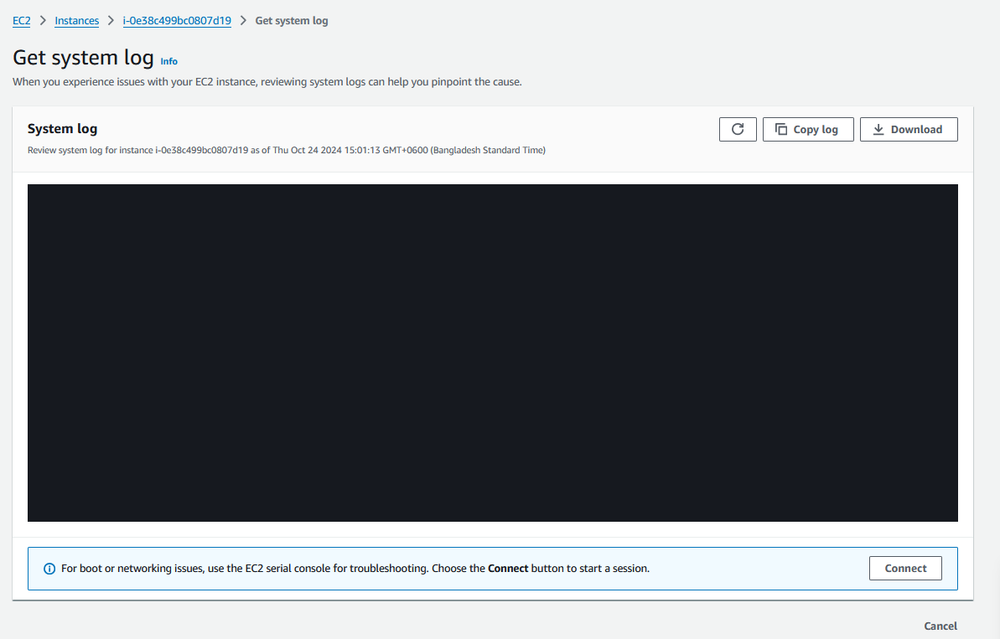 EC2 > Instances > i-0e38c499bc0807d19 > Get system log
Get system log Info
When you experience issues with your EC2 instance, reviewing system logs can help you pinpoint the cause.
System log
Copy log
Download
Review system log for instance i-0e38c499bc0807d19 as of Thu Oct 24 2024 15:01:13 GMT+0600 (Bangladesh Standard Time)
For boot or networking issues, use the EC2 serial console for troubleshooting. Choose the Connect button to start a session.
Connect
Cancel